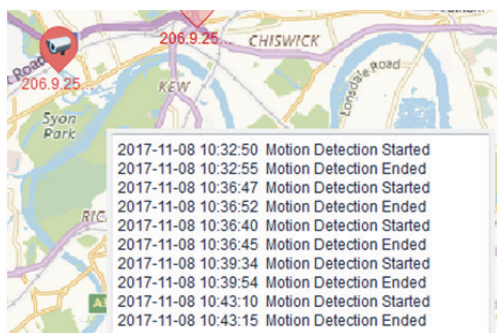 206.9.25...
CHISWICK
Road
206.9.25...
KEW
Lonsdale Road
Syon
Park
2017-11-08 10:32:50 Motion Detection Started
2017-11-08 10:32:55 Motion Detection Ended
2017-11-08 10:36:47 Motion Detection Started
2017-11-08 10:36:52 Motion Detection Ended
2017-11-08 10:36:40 Motion Detection Started
2017-11-08 10:36:45 Motion Detection Ended
2017-11-08 10:39:34 Motion Detection Started
2017-11-08 10:39:54 Motion Detection Ended
2017-11-08 10:43:10 Motion Detection Started
2017-11-08 10:43:15 Motion Detection Ended
RIC